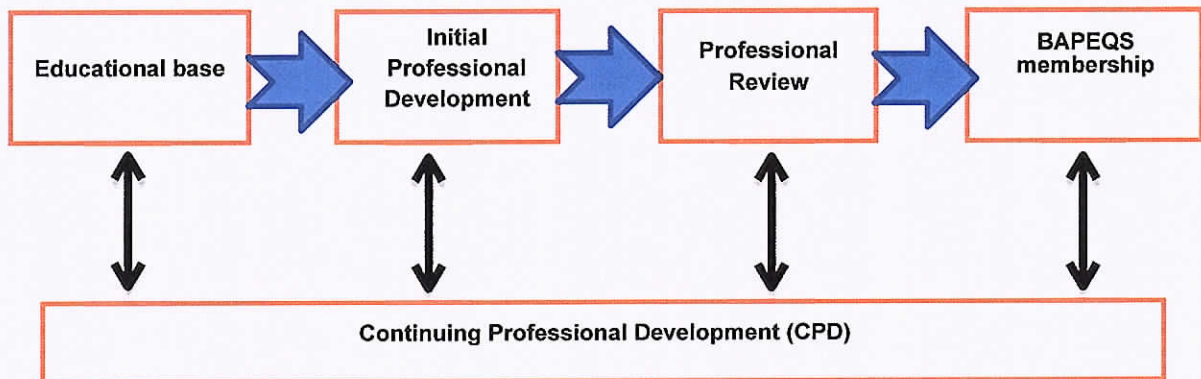 Educational base
Initial
Professional
Development
Professional
Review
BAPEQS
membership
Continuing Professional Development (CPD)